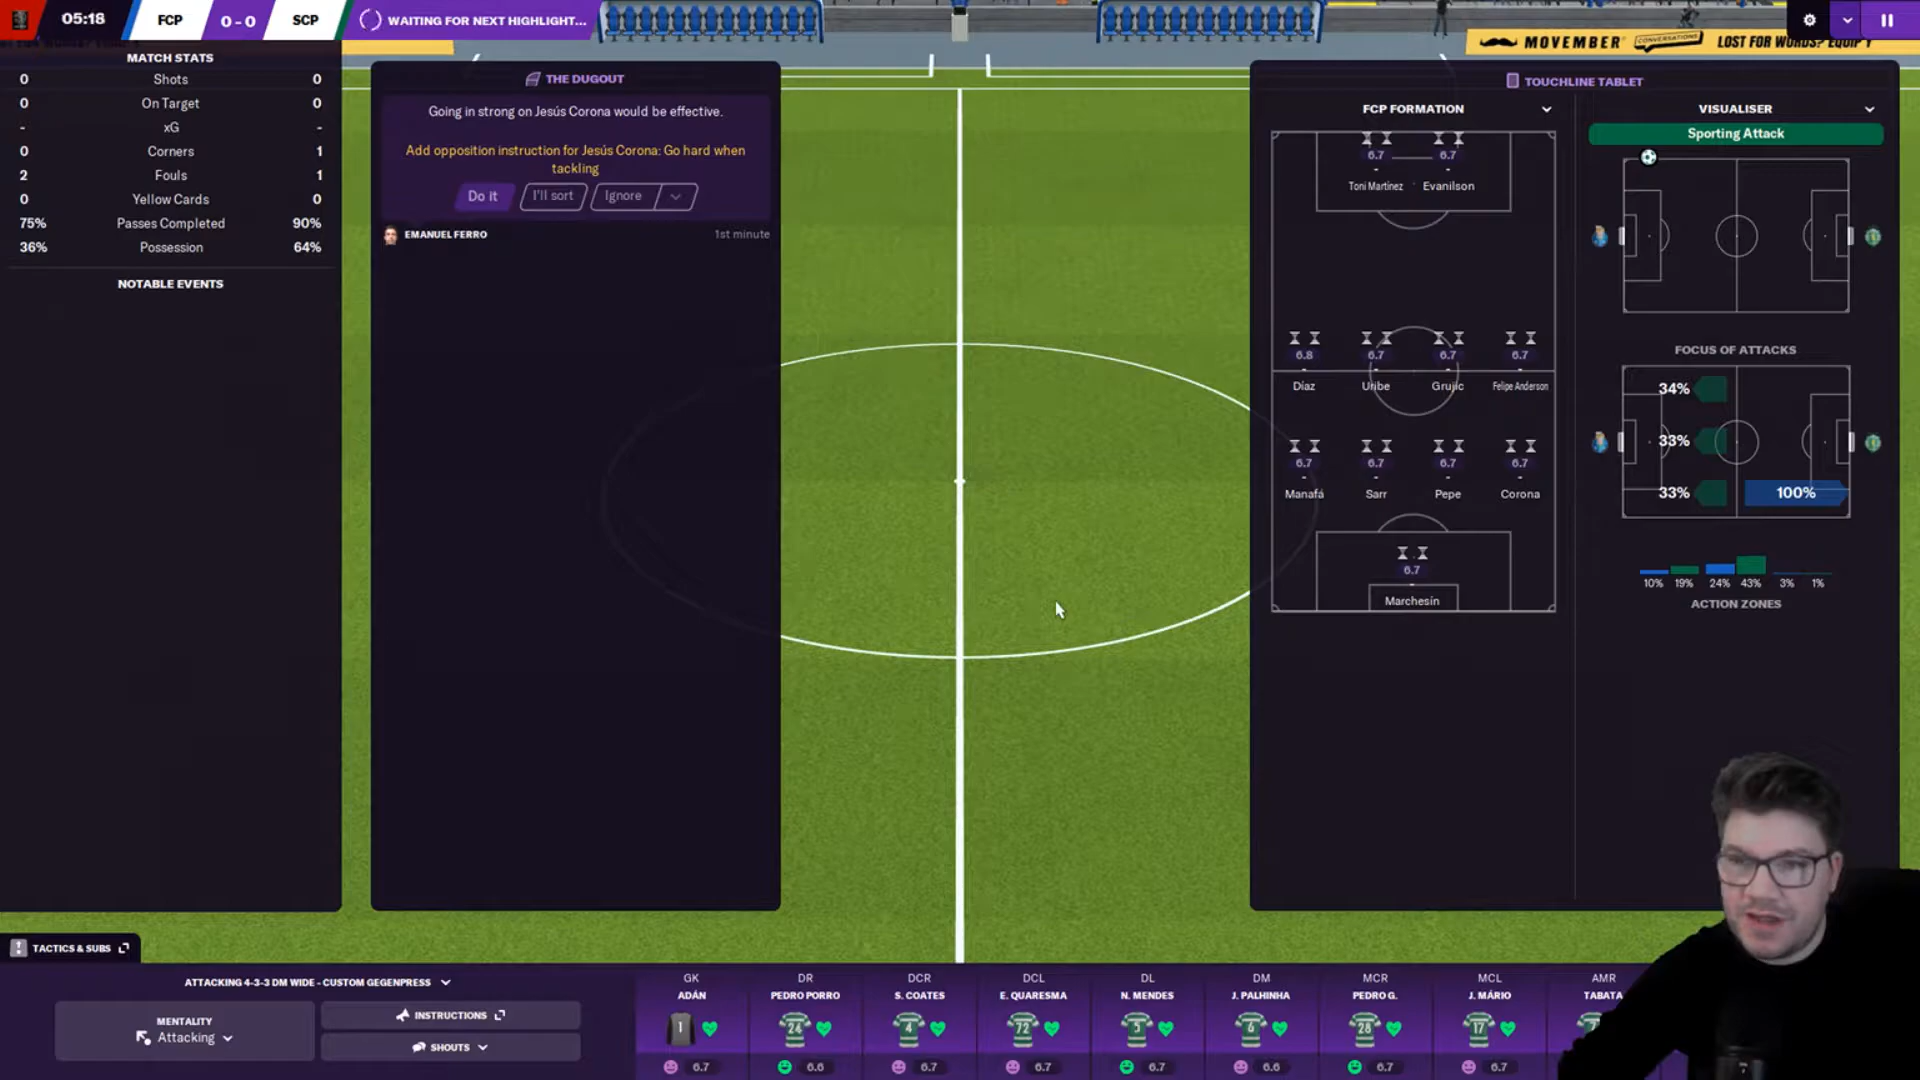 05:18
FCP
0 - 0
SCP
WAITING FOR NEXT HIGHLIGHT...
MOVEMBER
CONVERSATIONS
LOST FOR WORDS? EQUIP Y
MATCH STATS
0 Shots 0
0 On Target 0
- xG -
0 Corners 1
2 Fouls 1
0 Yellow Cards 0
75% Passes Completed 90%
36% Possession 64%
NOTABLE EVENTS
THE DUGOUT
Going in strong on Jesús Corona would be effective.
Add opposition instruction for Jesús Corona: Go hard when
tackling
Do it
I'll sort
Ignore
EMANUEL FERRO
1st minute
TOUCHLINE TABLET
FCP FORMATION
6.7 6.7
Toni Martínez Evanilson
6.8 6.7 6.7 6.7
Díaz Uribe Grujic Felipe Anderson
6.7 6.7 6.7 6.7
Manafá Sarr Pepe Corona
6.7
Marchesín
VISUALISER
Sporting Attack
FOCUS OF ATTACKS
34%
33%
33% 100%
10% 19% 24% 43% 3% 1%
ACTION ZONES
TACTICS & SUBS
ATTACKING 4-3-3 DM WIDE - CUSTOM GEGENPRESS
MENTALITY
Attacking
INSTRUCTIONS
SHOUTS
GK DR DCR DCL DL DM MCR MCL AMR
ADÁN PEDRO PORRO S. COATES E. QUARESMA N. MENDES J. PALHINHA PEDRO G. J. MÁRIO TABATA
1 24 4 72 5 6 28 17 7
6.7 6.6 6.7 6.7 6.7 6.6 6.7 6.7